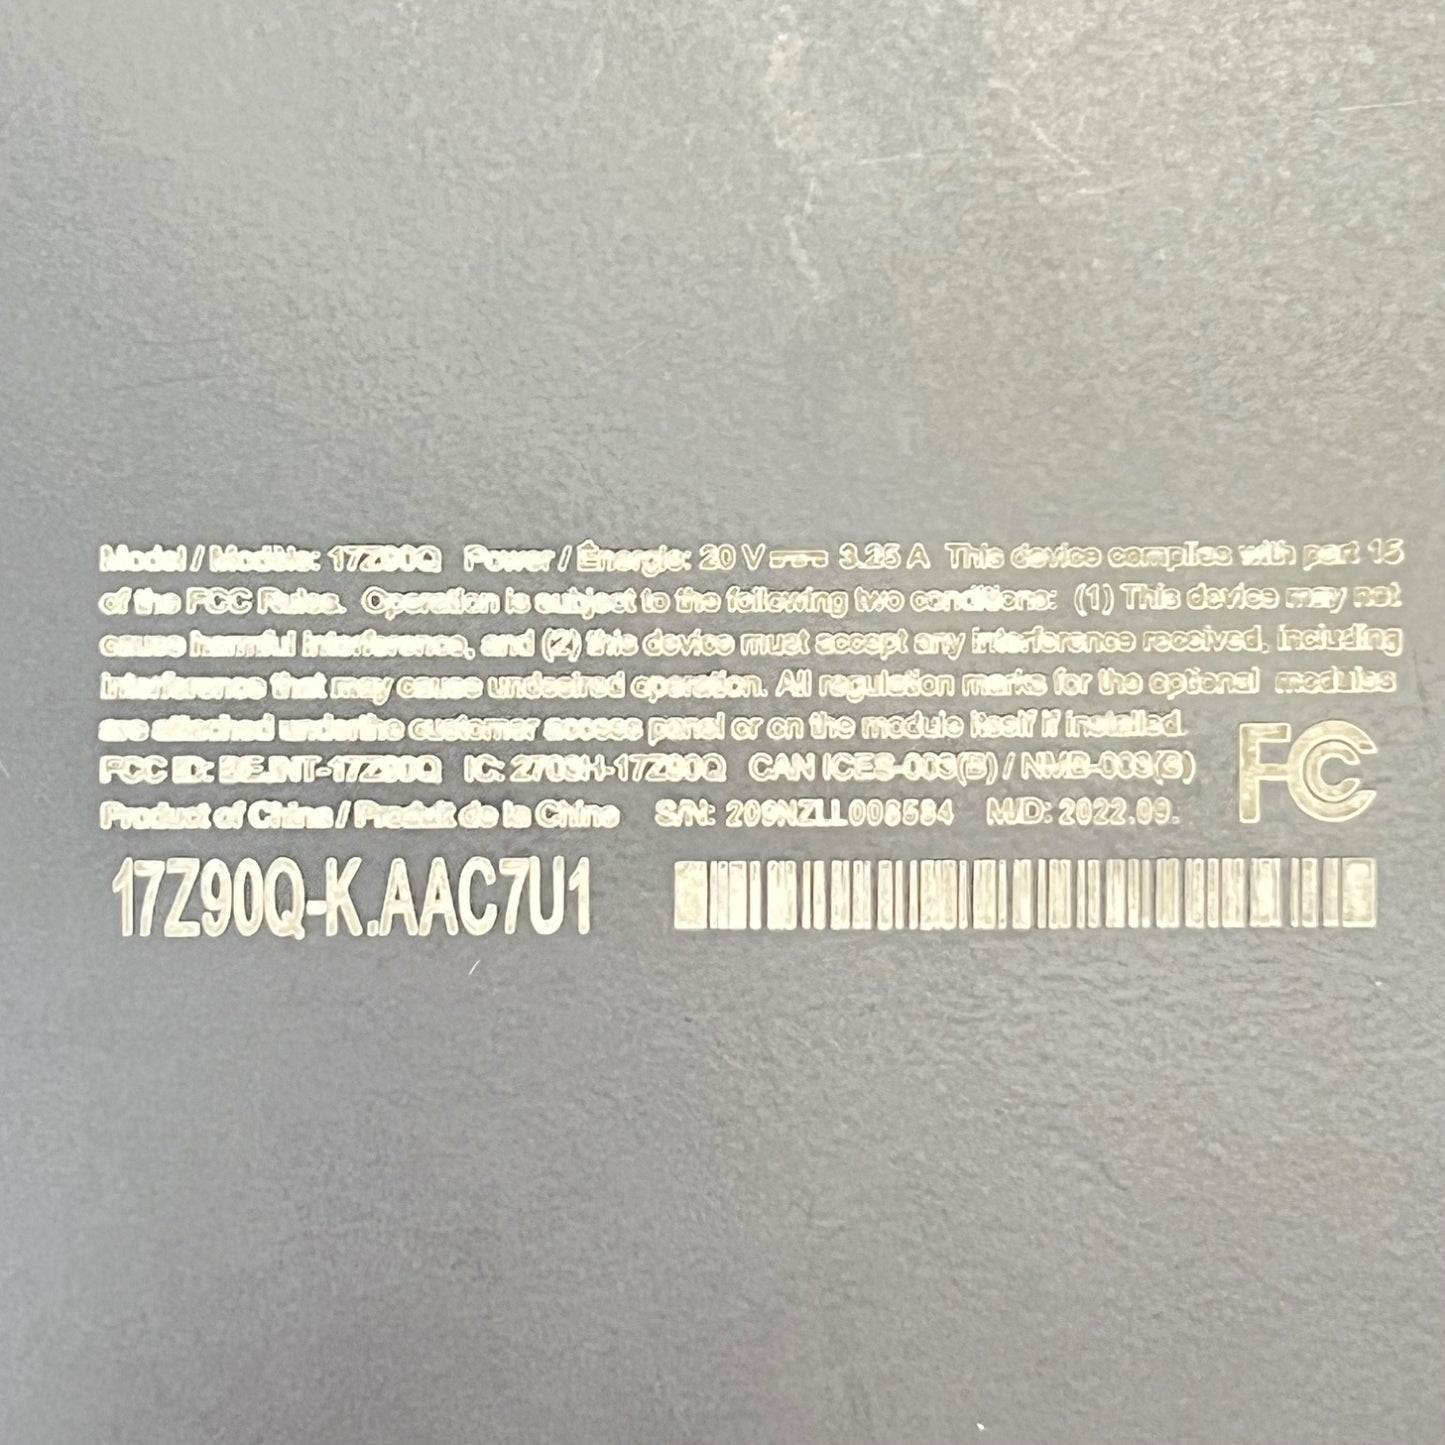 Model / Modèle: 17Z90Q Power / Énergie: 20 V ⎓ 3.25 A This device complies with part 15
of the FCC Rules. Operation is subject to the following two conditions: (1) This device may not
cause harmful interference, and (2) this device must accept any interference received, including
interference that may cause undesired operation. All regulation marks for the optional modules
are attached underthe customer access panel or on the module itself if installed.
FCC ID: BEJNT-17Z90Q IC: 2703H-17Z90Q CAN ICES-003(B) / NMB-003(B)
Product of China / Produit de la Chine S/N: 209NZLL008584 M/D: 2022.09.
FC
17Z90Q-K.AAC7U1